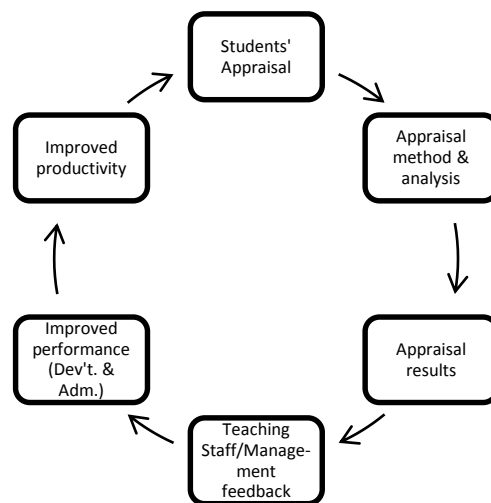 Students'
Appraisal
Appraisal
method &
analysis
Appraisal
results
Teaching
Staff/Manage-
ment
feedback
Improved
performance
(Dev't. &
Adm.)
Improved
productivity